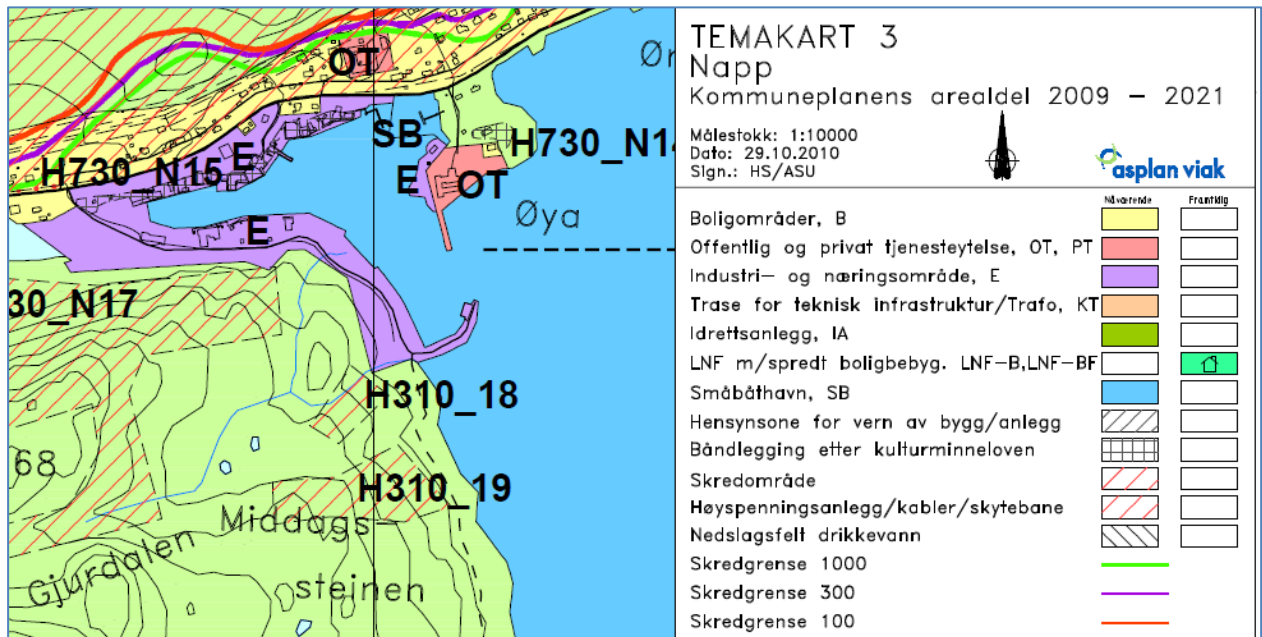 OT
Ør
SB
E
H730_N14
H730_N15
E
OT
Øya
E
30_N17
H310_18
68
H310_19
Middags-
Gjurdalen
steinen
TEMAKART 3
Napp
Kommuneplanens arealdel 2009 – 2021
Målestokk: 1:10000
Dato: 29.10.2010
Sign.: HS/ASU
asplan viak
Nåværende Framtidig
Boligområder, B
Offentlig og privat tjenesteytelse, OT, PT
Industri– og næringsområde, E
Trase for teknisk infrastruktur/Trafo, KT
Idrettsanlegg, IA
LNF m/spredt boligbebyg. LNF–B,LNF–BF
Småbåthavn, SB
Hensynsone for vern av bygg/anlegg
Båndlegging etter kulturminneloven
Skredområde
Høyspenningsanlegg/kabler/skytebane
Nedslagsfelt drikkevann
Skredgrense 1000
Skredgrense 300
Skredgrense 100